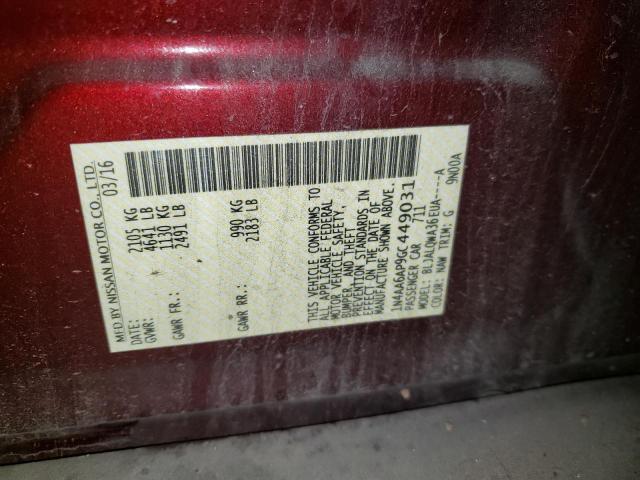 MFD BY NISSAN MOTOR CO., LTD.
DATE: 03/16
GVWR: 2105 KG
4641 LB
GAWR FR: 1130 KG
2491 LB
GAWR RR: 990 KG
2183 LB
THIS VEHICLE CONFORMS TO
ALL APPLICABLE FEDERAL
MOTOR VEHICLE SAFETY,
BUMPER, AND THEFT
PREVENTION STANDARDS IN
EFFECT ON THE DATE OF
MANUFACTURE SHOWN ABOVE.
1N4AA6AP9GC449031
PASSENGER CAR 711
MODEL: BLJALOWA36EUA----A
COLOR: NAW TRIM: G 9N00A